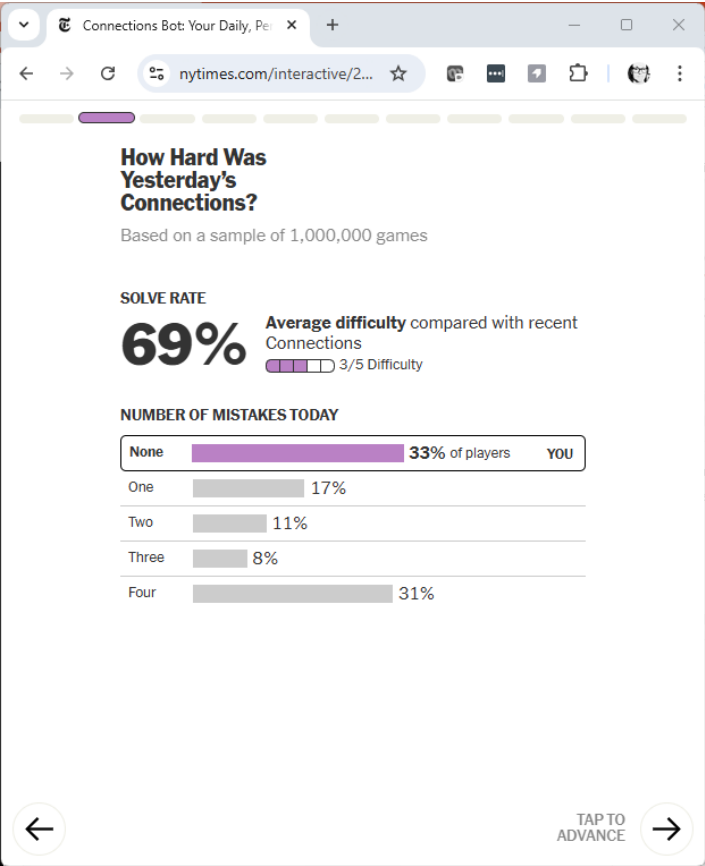 Connections Bot: Your Daily, Pe
nytimes.com/interactive/2...
How Hard Was
Yesterday's
Connections?
Based on a sample of 1,000,000 games
SOLVE RATE
69%
Average difficulty compared with recent
Connections
3/5 Difficulty
NUMBER OF MISTAKES TODAY
None 33% of players YOU
One 17%
Two 11%
Three 8%
Four 31%
TAP TO
ADVANCE